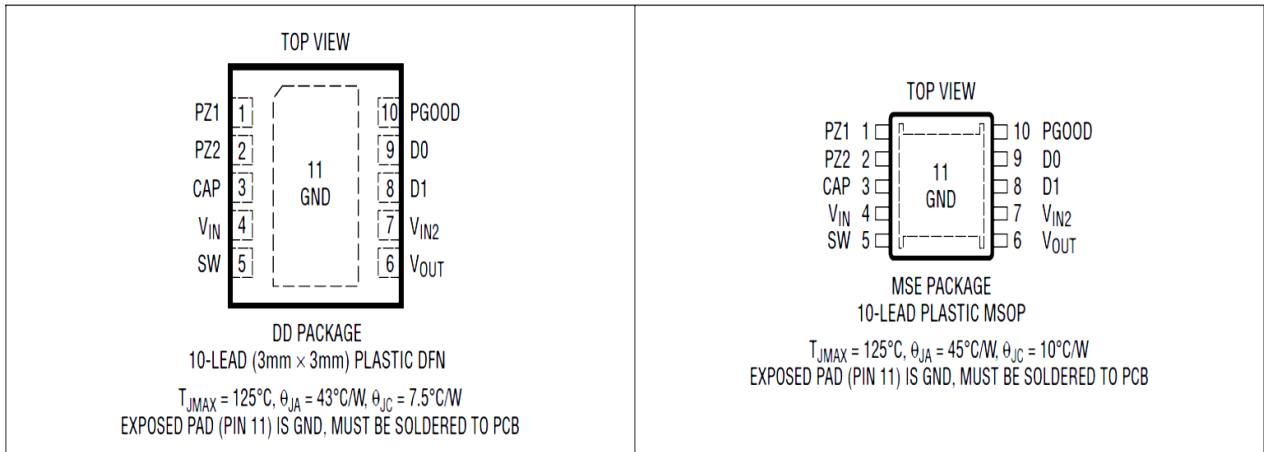 TOP VIEW
PZ1 1 10 PGOOD
PZ2 2 9 D0
CAP 3 8 D1
11
GND
VIN 4 7 VIN2
SW 5 6 VOUT
DD PACKAGE
10-LEAD (3mm × 3mm) PLASTIC DFN
TJMAX = 125°C, θJA = 43°C/W, θJC = 7.5°C/W
EXPOSED PAD (PIN 11) IS GND, MUST BE SOLDERED TO PCB
TOP VIEW
PZ1 1 10 PGOOD
PZ2 2 9 D0
CAP 3 8 D1
11
GND
VIN 4 7 VIN2
SW 5 6 VOUT
MSE PACKAGE
10-LEAD PLASTIC MSOP
TJMAX = 125°C, θJA = 45°C/W, θJC = 10°C/W
EXPOSED PAD (PIN 11) IS GND, MUST BE SOLDERED TO PCB